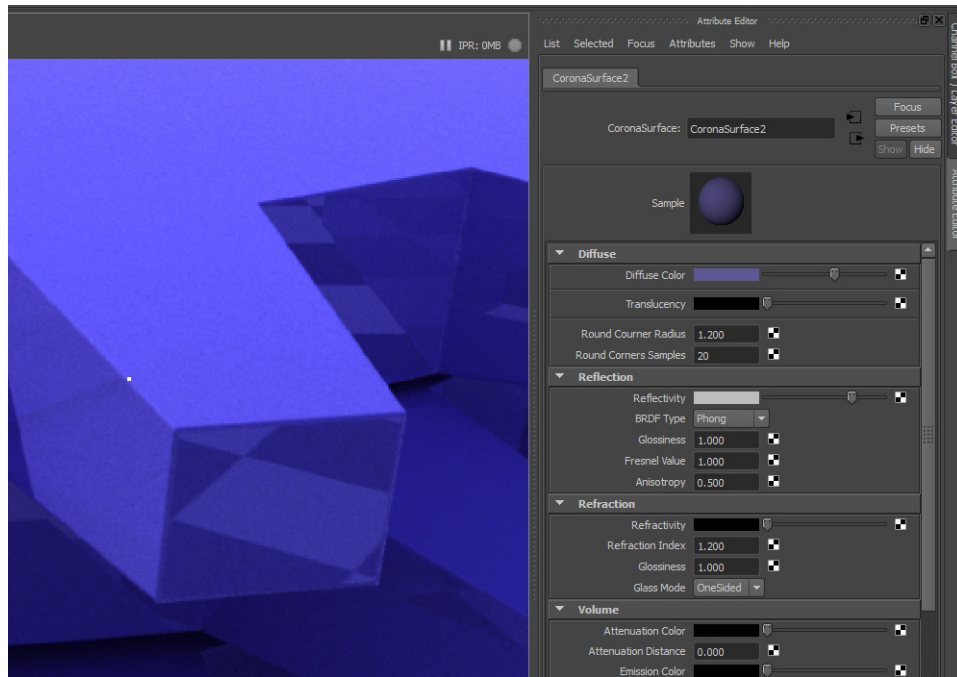 Attribute Editor
IPR: 0MB
List Selected Focus Attributes Show Help
CoronaSurface2
Focus
CoronaSurface: CoronaSurface2
Presets
Show Hide
Sample
Diffuse
Diffuse Color
Translucency
Round Courner Radius 1.200
Round Corners Samples 20
Reflection
Reflectivity
BRDF Type Phong
Glossiness 1.000
Fresnel Value 1.000
Anisotropy 0.500
Refraction
Refractivity
Refraction Index 1.200
Glossiness 1.000
Glass Mode OneSided
Volume
Attenuation Color
Attenuation Distance 0.000
Emission Color
Channel Box / Layer Editor
Attribute Editor